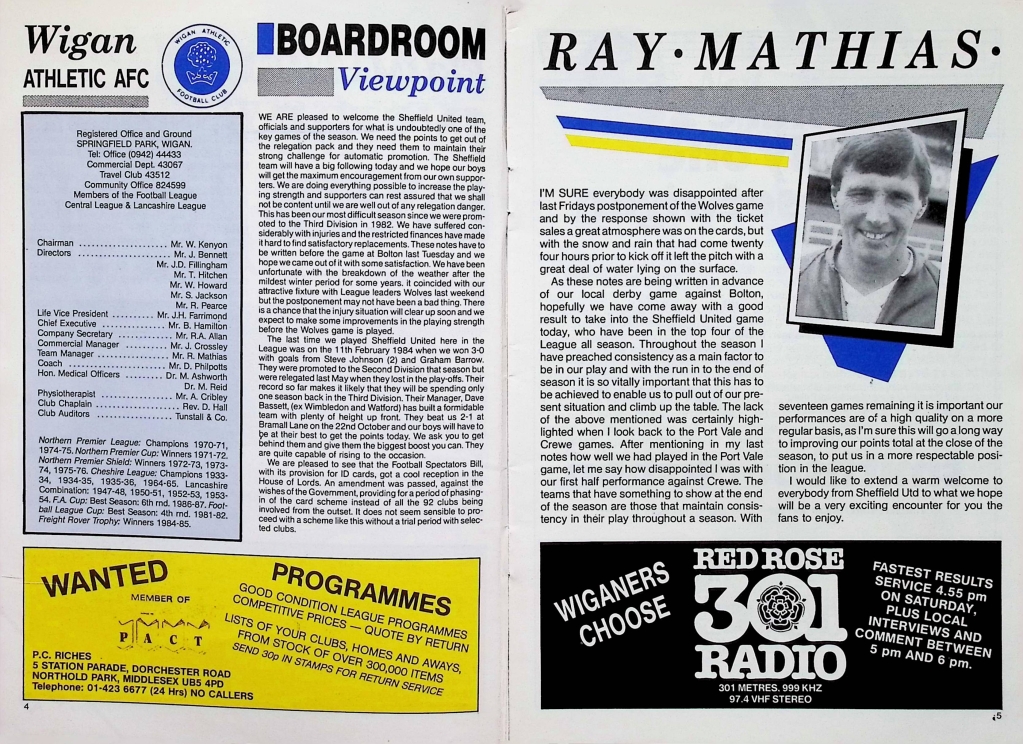 Wigan
ATHLETIC AFC
WIGAN ATHLETIC
FOOTBALL CLUB
Registered Office and Ground
SPRINGFIELD PARK, WIGAN.
Tel: Office (0942) 44433
Commercial Dept. 43067
Travel Club 43512
Community Office 824599
Members of the Football League
Central League & Lancashire League
Chairman ........................ Mr. W. Kenyon
Directors ........................ Mr. J. Bennett
Mr. J.D. Fillingham
Mr. T. Hitchen
Mr. W. Howard
Mr. S. Jackson
Mr. R. Pearce
Life Vice President ........ Mr. J.H. Farrimond
Chief Executive .............. Mr. B. Hamilton
Company Secretary ........ Mr. R.A. Allan
Commercial Manager ...... Mr. J. Crossley
Team Manager ................ Mr. R. Mathias
Coach ........................ Mr. D. Philpotts
Hon. Medical Officers ...... Dr. M. Ashworth
Dr. M. Reid
Physiotherapist ................ Mr. A. Cribley
Club Chaplain .................. Rev. D. Hall
Club Auditors .................. Tunstall & Co.
Northern Premier League: Champions 1970-71,
1974-75. Northern Premier Cup: Winners 1971-72.
Northern Premier Shield: Winners 1972-73, 1973-
74, 1975-76. Cheshire League: Champions 1933-
34, 1934-35, 1935-36, 1964-65. Lancashire
Combination: 1947-48, 1950-51, 1952-53, 1953-
54. F.A. Cup: Best Season: 6th rnd. 1986-87. Foot-
ball League Cup: Best Season: 4th rnd. 1981-82.
Freight Rover Trophy: Winners 1984-85.
BOARDROOM
Viewpoint
WE ARE pleased to welcome the Sheffield United team,
officials and supporters for what is undoubtedly one of the
key games of the season. We need the points to get out of
the relegation pack and they need them to maintain their
strong challenge for automatic promotion. The Sheffield
team will have a big following today and we hope our boys
will get the maximum encouragement from our own suppor-
ters. We are doing everything possible to increase the play-
ing strength and supporters can rest assured that we shall
not be content until we are well out of any relegation danger.
This has been our most difficult season since we were prom-
oted to the Third Division in 1982. We have suffered con-
siderably with injuries and the restricted finances have made
it hard to find satisfactory replacements. These notes have to
be written before the game at Bolton last Tuesday and we
hope we came out of it with some satisfaction. We have been
unfortunate with the breakdown of the weather after the
mildest winter period for some years. it coincided with our
attractive fixture with League leaders Wolves last weekend
but the postponement may not have been a bad thing. There
is a chance that the injury situation will clear up soon and we
expect to make some improvements in the playing strength
before the Wolves game is played.
The last time we played Sheffield United here in the
League was on the 11th February 1984 when we won 3-0
with goals from Steve Johnson (2) and Graham Barrow.
They were promoted to the Second Division that season but
were relegated last May when they lost in the play-offs. Their
record so far makes it likely that they will be spending only
one season back in the Third Division. Their Manager, Dave
Bassett, (ex Wimbledon and Watford) has built a formidable
team with plenty of height up front. They beat us 2-1 at
Bramall Lane on the 22nd October and our boys will have to
be at their best to get the points today. We ask you to get
behind them and give them the biggest boost you can. They
are quite capable of rising to the occasion.
We are pleased to see that the Football Spectators Bill,
with its provision for ID cards, got a cool reception in the
House of Lords. An amendment was passed, against the
wishes of the Government, providing for a period of phasing-
in of the card scheme instead of all the 92 clubs being
involved from the outset. It does not seem sensible to pro-
ceed with a scheme like this without a trial period with selec-
ted clubs.
WANTED
MEMBER OF
PACT
P.C. RICHES
5 STATION PARADE, DORCHESTER ROAD
NORTHOLD PARK, MIDDLESEX UB5 4PD
Telephone: 01-423 6677 (24 Hrs) NO CALLERS
PROGRAMMES
GOOD CONDITION LEAGUE PROGRAMMES
COMPETITIVE PRICES — QUOTE BY RETURN
LISTS OF YOUR CLUBS, HOMES AND AWAYS,
FROM STOCK OF OVER 300,000 ITEMS
SEND 30p IN STAMPS FOR RETURN SERVICE
4
RAY·MATHIAS·
I'M SURE everybody was disappointed after
last Fridays postponement of the Wolves game
and by the response shown with the ticket
sales a great atmosphere was on the cards, but
with the snow and rain that had come twenty
four hours prior to kick off it left the pitch with a
great deal of water lying on the surface.
As these notes are being written in advance
of our local derby game against Bolton,
hopefully we have come away with a good
result to take into the Sheffield United game
today, who have been in the top four of the
League all season. Throughout the season I
have preached consistency as a main factor to
be in our play and with the run in to the end of
season it is so vitally important that this has to
be achieved to enable us to pull out of our pre-
sent situation and climb up the table. The lack
of the above mentioned was certainly high-
lighted when I look back to the Port Vale and
Crewe games. After mentioning in my last
notes how well we had played in the Port Vale
game, let me say how disappointed I was with
our first half performance against Crewe. The
teams that have something to show at the end
of the season are those that maintain consis-
tency in their play throughout a season. With
seventeen games remaining it is important our
performances are of a high quality on a more
regular basis, as I'm sure this will go a long way
to improving our points total at the close of the
season, to put us in a more respectable posi-
tion in the league.
I would like to extend a warm welcome to
everybody from Sheffield Utd to what we hope
will be a very exciting encounter for you the
fans to enjoy.
WIGANERS
CHOOSE
RED ROSE
301
RADIO
301 METRES. 999 KHZ
97.4 VHF STEREO
FASTEST RESULTS
SERVICE 4.55 pm
ON SATURDAY,
PLUS LOCAL
INTERVIEWS AND
COMMENT BETWEEN
5 pm AND 6 pm.
5